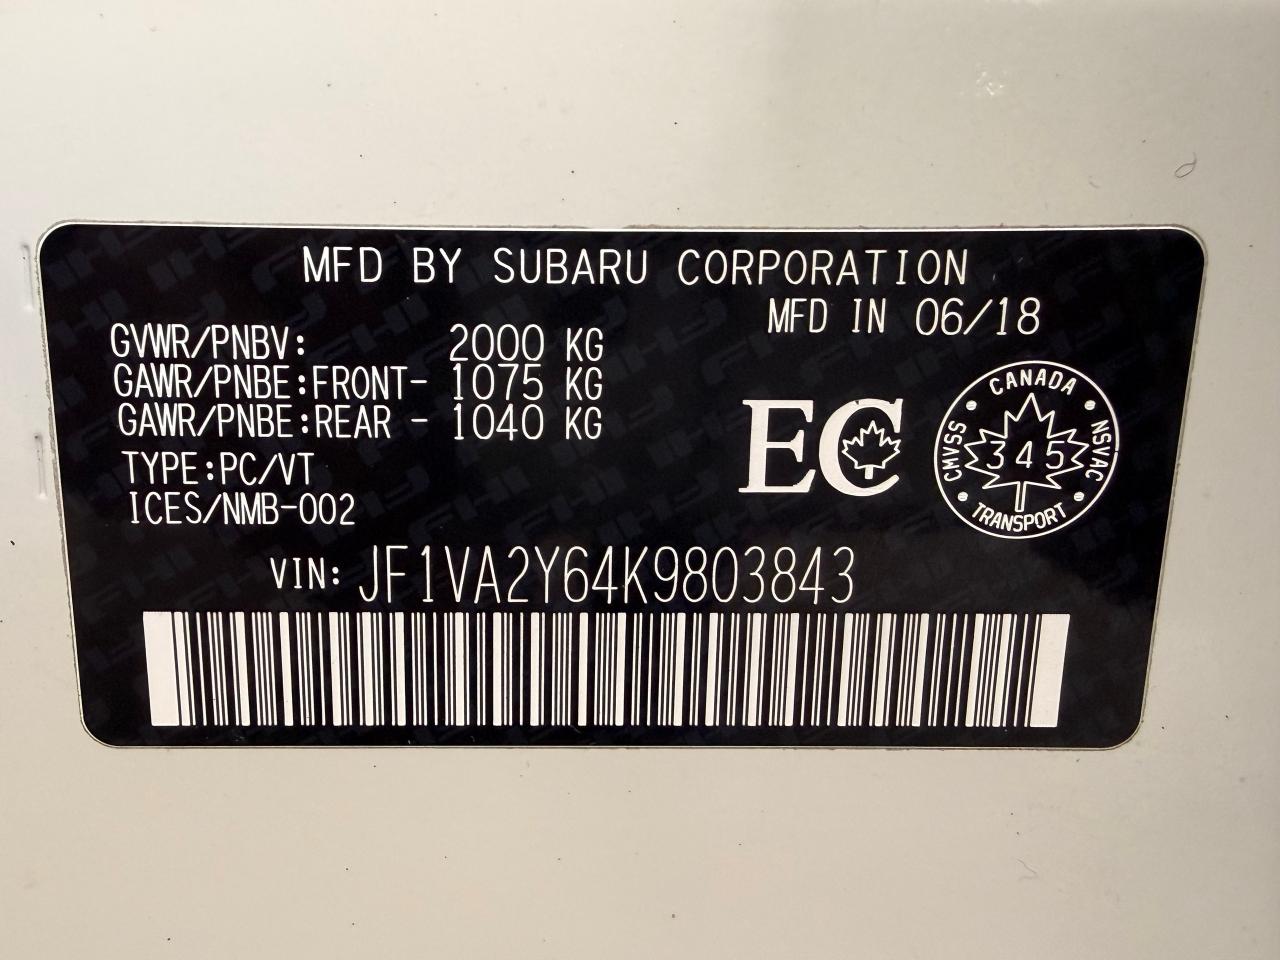 MFD BY SUBARU CORPORATION
MFD IN 06/18
GVWR/PNBV: 2000 KG
GAWR/PNBE:FRONT- 1075 KG
GAWR/PNBE:REAR - 1040 KG
TYPE:PC/VT
ICES/NMB-002
EC
CANADA
CMVSS 345 NSVAC
TRANSPORT
VIN: JF1VA2Y64K9803843